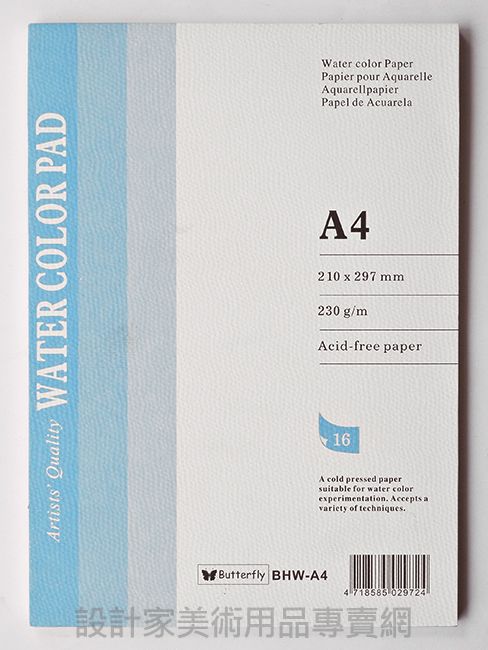 Water color Paper
Papier pour Aquarelle
Aquarellpapier
Papel de Acuarela
Artists' Quality WATER COLOR PAD
A4
210 x 297 mm
230 g/m
Acid-free paper
16
A cold pressed paper
suitable for water color
experimentation. Accepts a
variety of techniques.
Butterfly BHW-A4
4 718585 029724
設計家美術用品專賣網